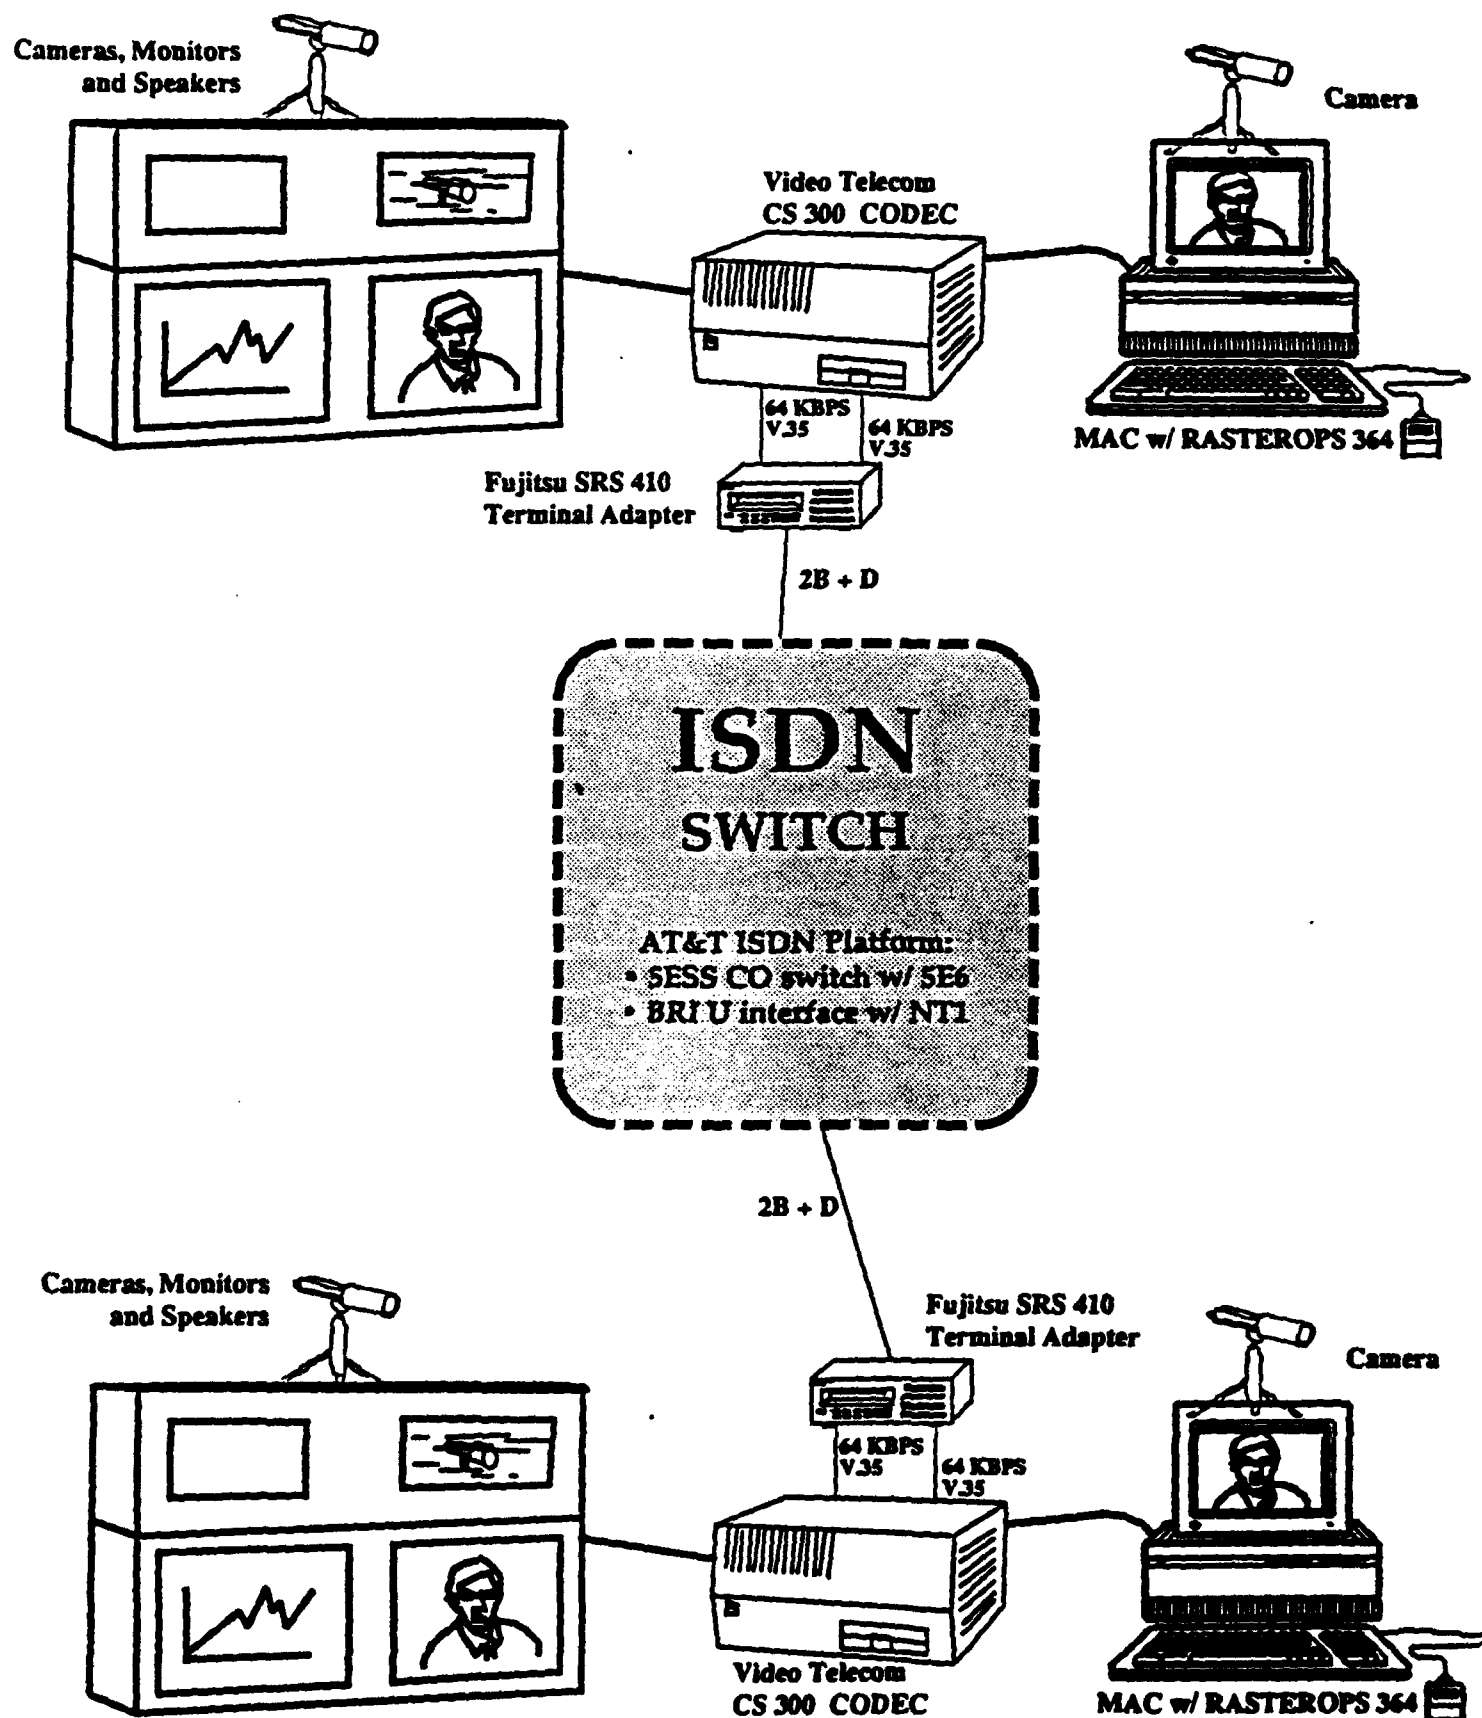 Cameras, Monitors
and Speakers
Camera
Video Telecom
CS 300 CODEC
64 KBPS
V.35
64 KBPS
V.35
MAC w/ RASTEROPS 364
Fujitsu SRS 410
Terminal Adapter
2B + D
ISDN
SWITCH
AT&T ISDN Platform:
• 5ESS CO switch w/ 5E6
• BRI U interface w/ NT1
2B + D
Cameras, Monitors
and Speakers
Fujitsu SRS 410
Terminal Adapter
Camera
64 KBPS
V.35
64 KBPS
V.35
Video Telecom
CS 300 CODEC
MAC w/ RASTEROPS 364